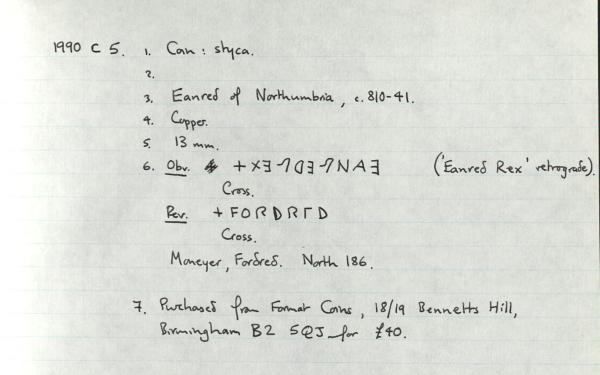 1990 C 5. 1. Coin : styca.
2.
3. Eanred of Northumbria, c. 810-41.
4. Copper.
5. 13 mm.
6. Obv. ('Eanred Rex' retrograde).
Cross.
Rev. + FORDRΓD
Cross.
Moneyer, Fordred. North 186.
7. Purchased from Format Coins, 18/19 Bennetts Hill,
Birmingham B2 5QJ for £40.